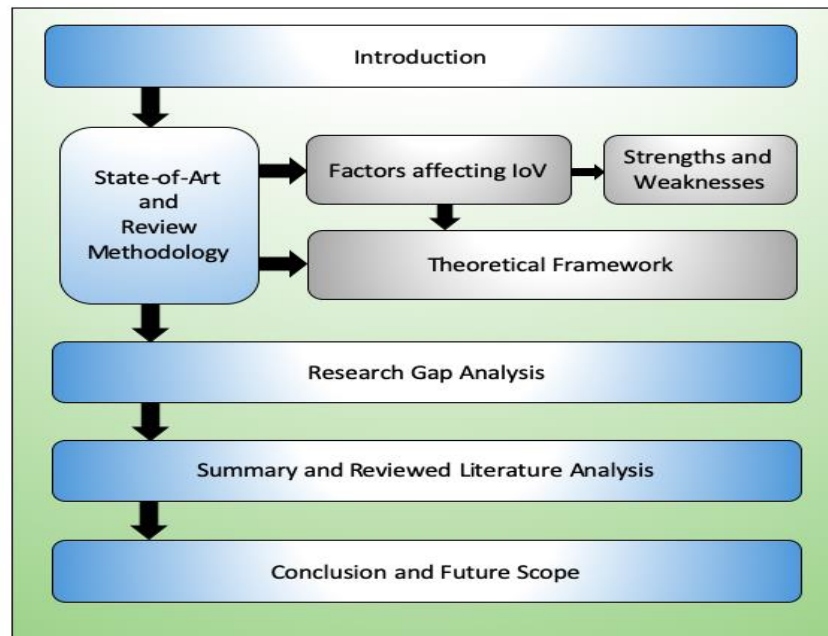 Introduction
State-of-Art
and
Review
Methodology
Factors affecting IoV
Strengths and
Weaknesses
Theoretical Framework
Research Gap Analysis
Summary and Reviewed Literature Analysis
Conclusion and Future Scope